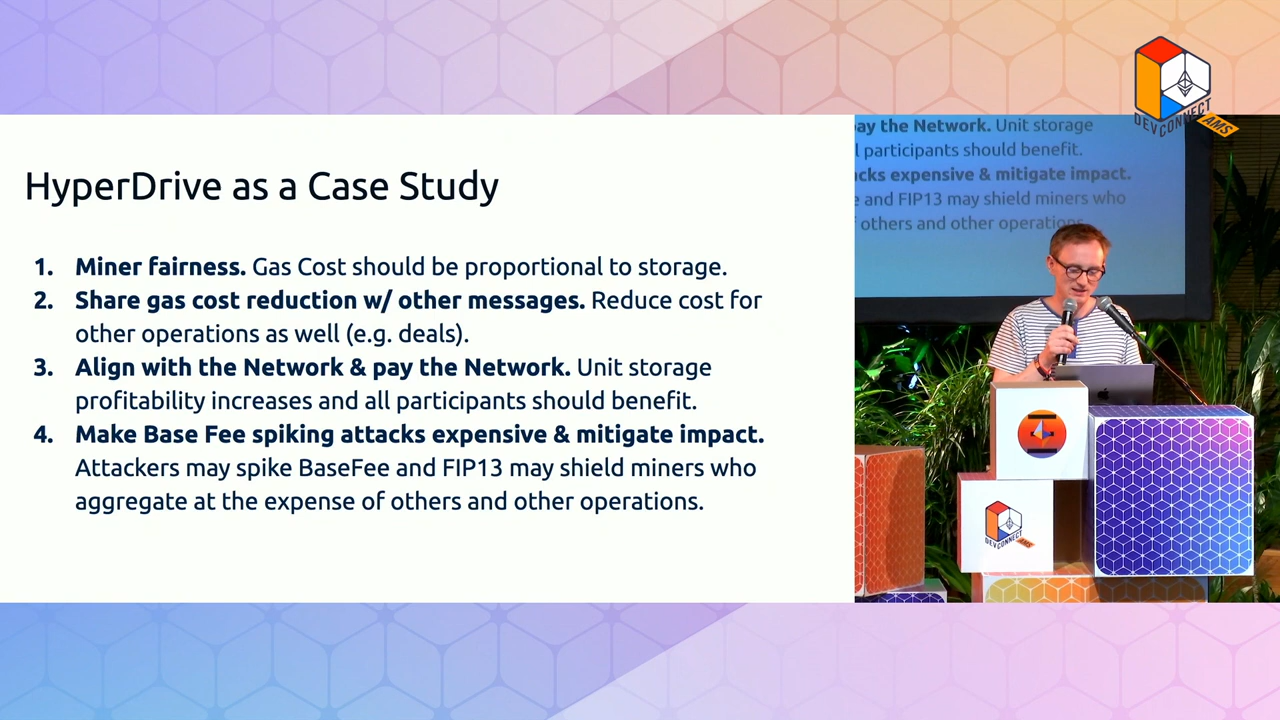 HyperDrive as a Case Study
1. Miner fairness. Gas Cost should be proportional to storage.
2. Share gas cost reduction w/ other messages. Reduce cost for
other operations as well (e.g. deals).
3. Align with the Network & pay the Network. Unit storage
profitability increases and all participants should benefit.
4. Make Base Fee spiking attacks expensive & mitigate impact.
Attackers may spike BaseFee and FIP13 may shield miners who
aggregate at the expense of others and other operations.
DEVCONNECT
AMS
pay the Network. Unit storage
l participants should benefit.
acks expensive & mitigate impact.
e and FIP13 may shield miners who
f others and other operations.
DEVCONNECT
AMS